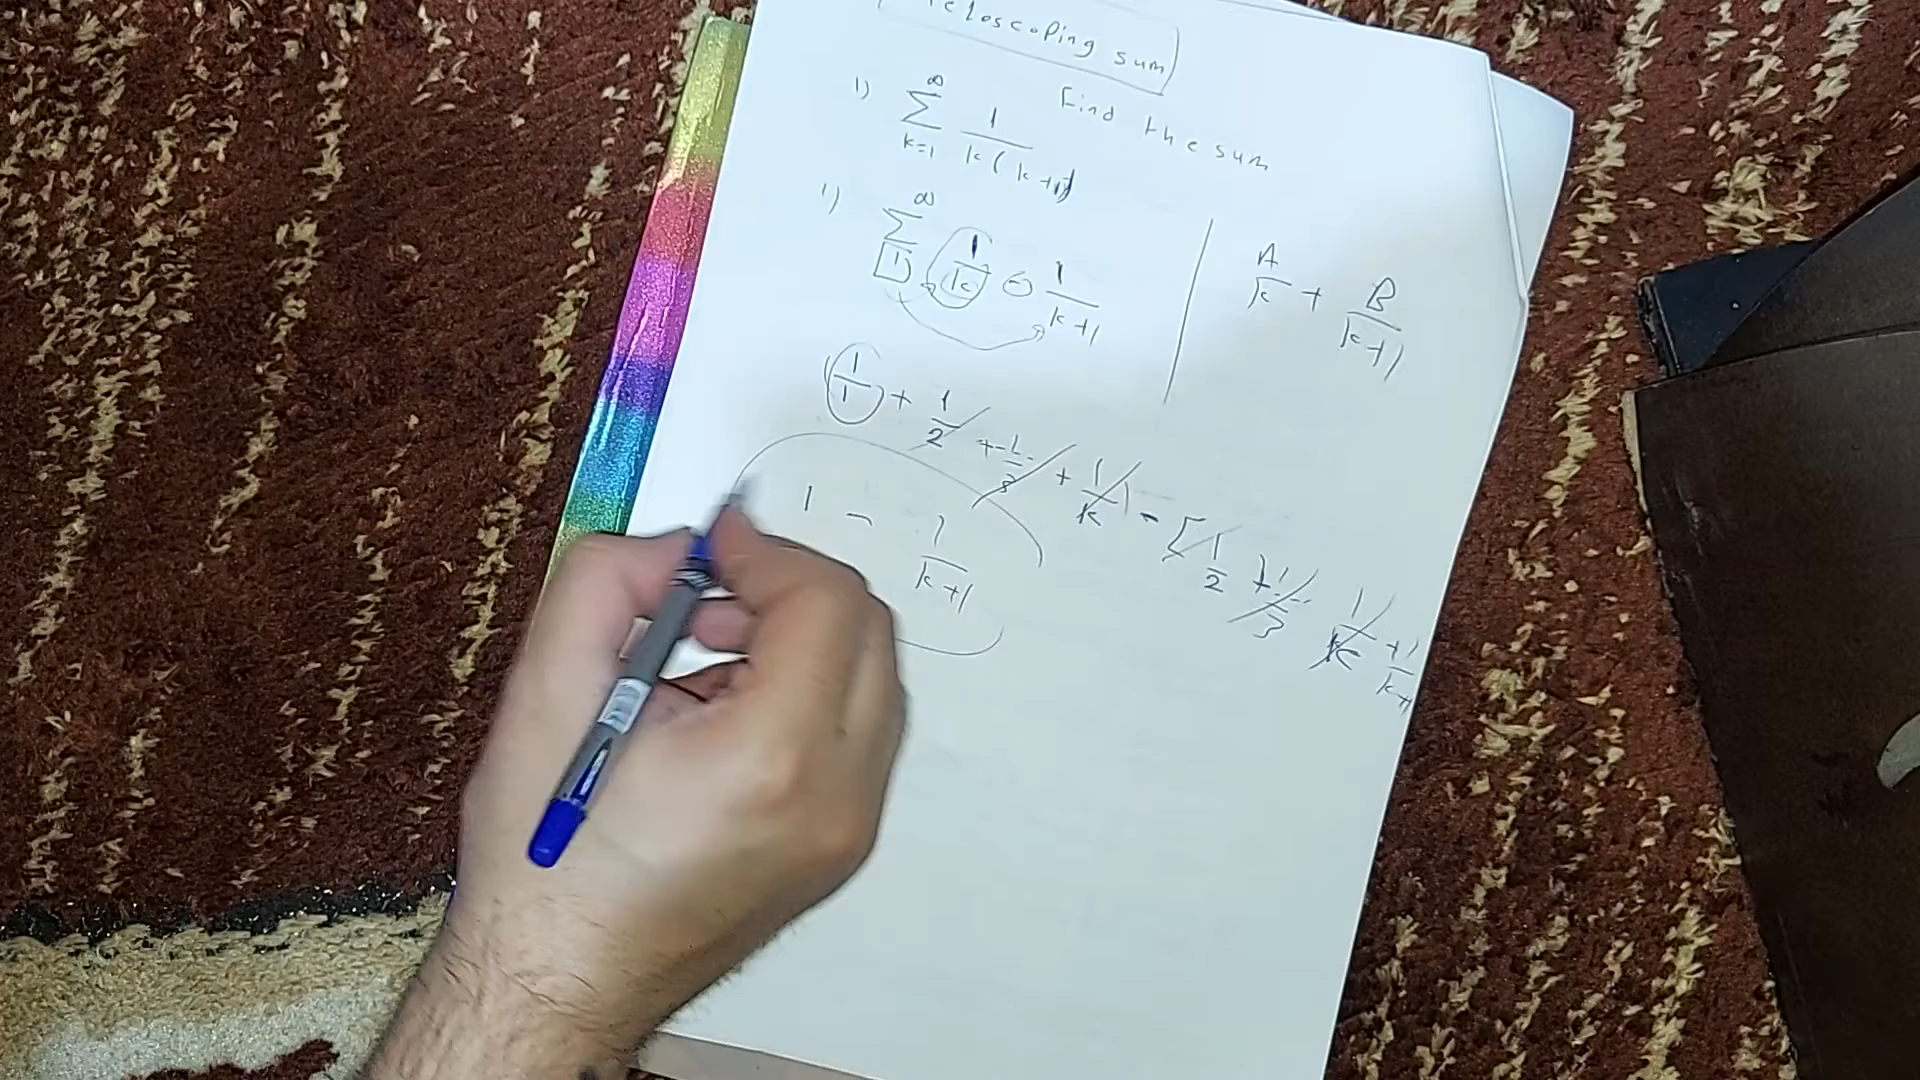 eloscoping sum
Find the sum
1) ∞ Σ k=1 1/k(k+1)
1) ∞ Σ 1 1/k - 1/k+1 | A/k + B/k+1
(1/1 + 1/2 + 1/3 + 1/k) - [1/2 + 1/3 1/k + 1/k+1
1 - 1/k+1